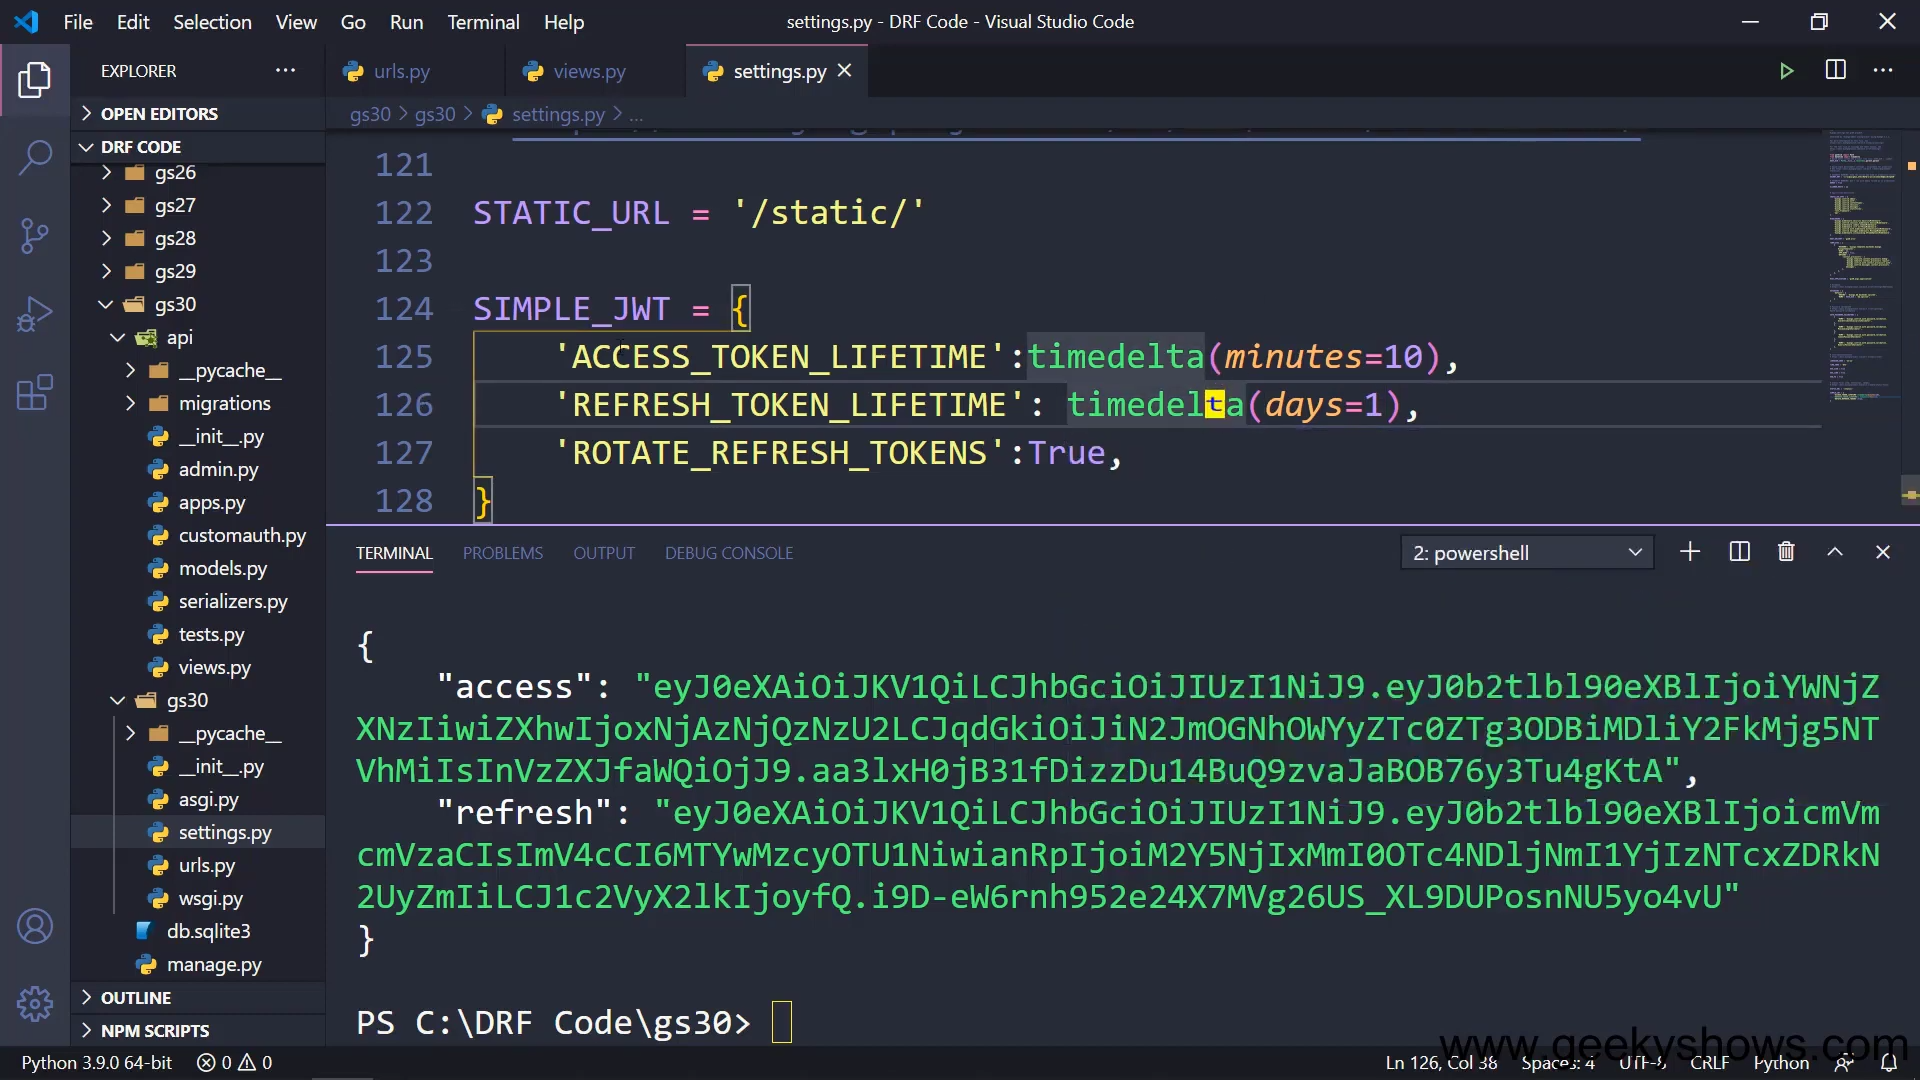 File Edit Selection View Go Run Terminal Help
settings.py - DRF Code - Visual Studio Code
EXPLORER
urls.py
views.py
settings.py
OPEN EDITORS
gs30 > gs30 > settings.py > ...
DRF CODE
gs26
gs27
gs28
gs29
gs30
api
__pycache__
migrations
__init__.py
admin.py
apps.py
customauth.py
models.py
serializers.py
tests.py
views.py
gs30
__pycache__
__init__.py
asgi.py
settings.py
urls.py
wsgi.py
db.sqlite3
manage.py
OUTLINE
NPM SCRIPTS
121
122 STATIC_URL = '/static/'
123
124 SIMPLE_JWT = {
125 'ACCESS_TOKEN_LIFETIME':timedelta(minutes=10),
126 'REFRESH_TOKEN_LIFETIME': timedelta(days=1),
127 'ROTATE_REFRESH_TOKENS':True,
128 }
TERMINAL PROBLEMS OUTPUT DEBUG CONSOLE
2: powershell
{
"access": "eyJ0eXAiOiJKV1QiLCJhbGciOiJIUzI1NiJ9.eyJ0b2tlbl90eXBlIjoiYWNjZ
XNzIiwiZXhwIjoxNjAzNjQzNzU2LCJqdGkiOiJiN2JmOGNhOWYyZTc0ZTg3ODBiMDliY2FkMjg5NT
VhMiIsInVzZXJfaWQiOjJ9.aa3lxH0jB31fDizzDu14BuQ9zvaJaBOB76y3Tu4gKtA",
"refresh": "eyJ0eXAiOiJKV1QiLCJhbGciOiJIUzI1NiJ9.eyJ0b2tlbl90eXBlIjoicmVm
cmVzaCIsImV4cCI6MTYwMzcyOTU1NiwianRpIjoiM2Y5NjIxMmI0OTc4NDljNmI1YjIzNTcxZDRkN
2UyZmIiLCJ1c2VyX2lkIjoyfQ.i9D-eW6rnh952e24X7MVg26US_XL9DUPosnNU5yo4vU"
}
PS C:\DRF Code\gs30>
www.geekyshows.com
Python 3.9.0 64-bit 0 0
Ln 126, Col 38 Spaces: 4 UTF-8 CRLF Python